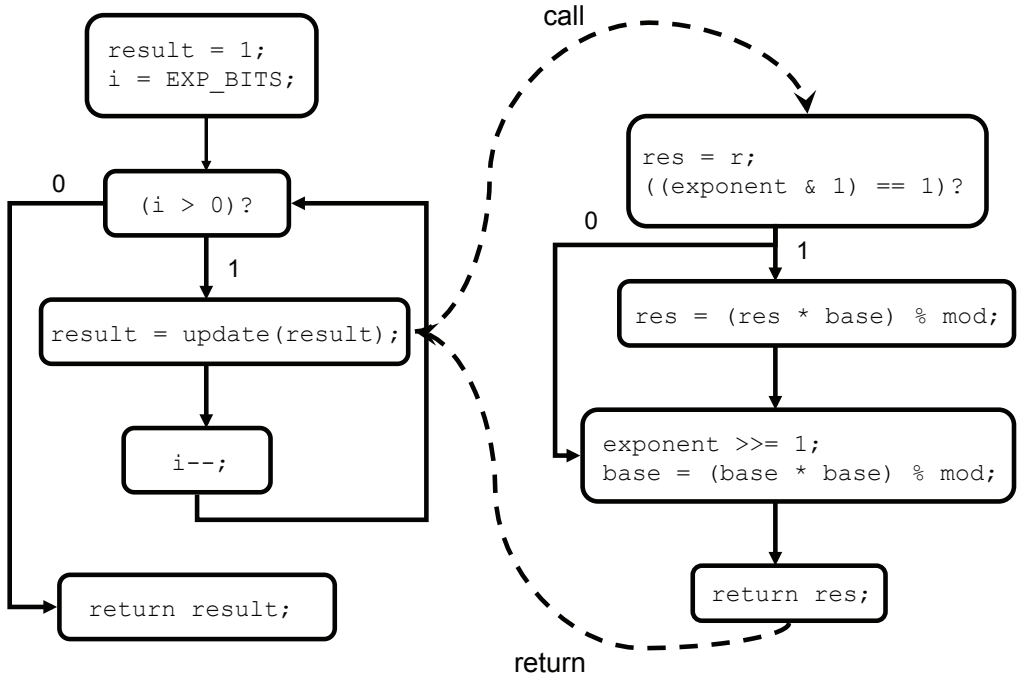 call
result = 1;
i = EXP_BITS;
0
(i > 0)?
1
result = update(result);
i--;
return result;
res = r;
((exponent & 1) == 1)?
0
1
res = (res * base) % mod;
exponent >>= 1;
base = (base * base) % mod;
return res;
return